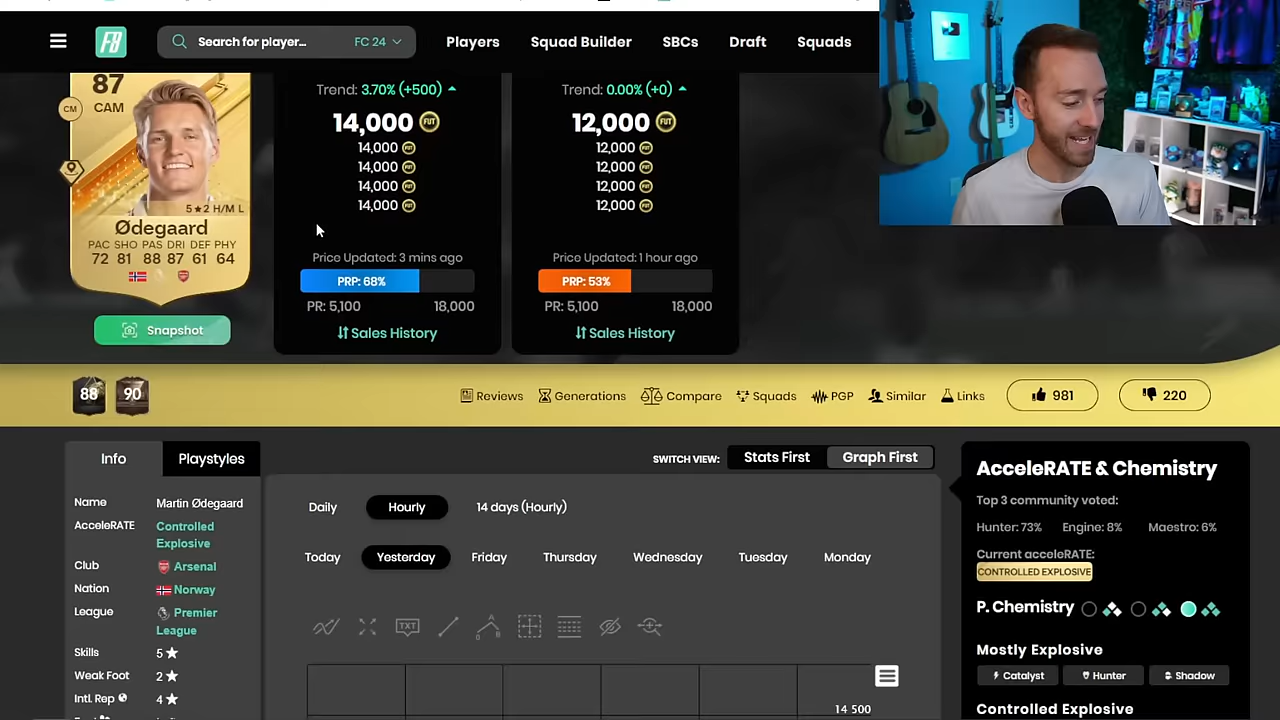 FB
Search for player...
FC 24
Players
Squad Builder
SBCs
Draft
Squads
87
CAM
CM
5★2 H/M L
Ødegaard
PAC SHO PAS DRI DEF PHY
72 81 88 87 61 64
Snapshot
Trend: 3.70% (+500)
14,000 FUT
14,000
14,000
14,000
14,000
Price Updated: 3 mins ago
PRP: 68%
PR: 5,100
18,000
Sales History
Trend: 0.00% (+0)
12,000 FUT
12,000
12,000
12,000
12,000
Price Updated: 1 hour ago
PRP: 53%
PR: 5,100
18,000
Sales History
88
90
Reviews
Generations
Compare
Squads
PGP
Similar
Links
981
220
Info
Playstyles
Name
Martin Ødegaard
AcceleRATE
Controlled
Explosive
Club
Arsenal
Nation
Norway
League
Premier
League
Skills
5 ★
Weak Foot
2 ★
Intl. Rep
4 ★
SWITCH VIEW:
Stats First
Graph First
Daily
Hourly
14 days (Hourly)
Today
Yesterday
Friday
Thursday
Wednesday
Tuesday
Monday
TXT
14 500
AcceleRATE & Chemistry
Top 3 community voted:
Hunter: 73%
Engine: 8%
Maestro: 6%
Current acceleRATE:
CONTROLLED EXPLOSIVE
P. Chemistry
Mostly Explosive
Catalyst
Hunter
Shadow
Controlled Explosive